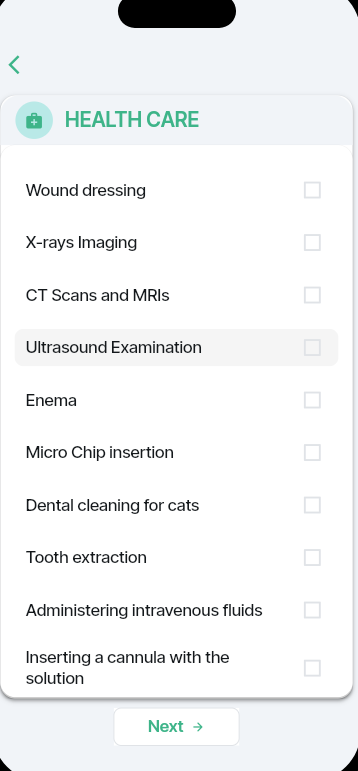 HEALTH CARE
Wound dressing
X-rays Imaging
CT Scans and MRIs
Ultrasound Examination
Enema
Micro Chip insertion
Dental cleaning for cats
Tooth extraction
Administering intravenous fluids
Inserting a cannula with the
solution
Next →